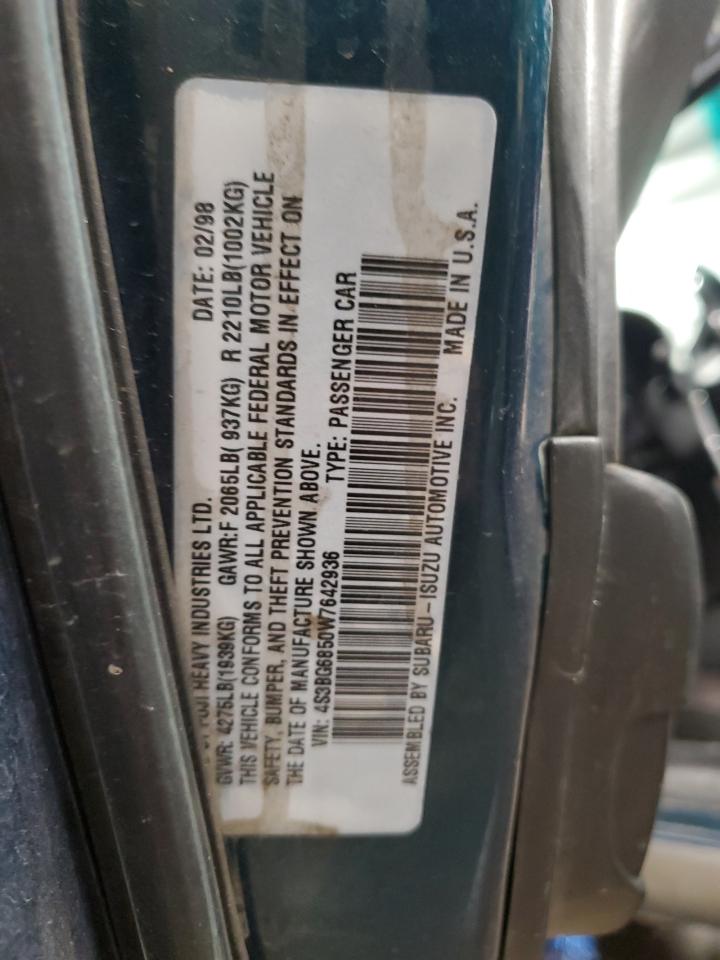 FUJI HEAVY INDUSTRIES LTD. DATE: 02/98
GVWR: 4275LB(1939KG) GAWR:F 2065LB( 937KG) R 2210LB(1002KG)
THIS VEHICLE CONFORMS TO ALL APPLICABLE FEDERAL MOTOR VEHICLE
SAFETY, BUMPER, AND THEFT PREVENTION STANDARDS IN EFFECT ON
THE DATE OF MANUFACTURE SHOWN ABOVE.
VIN: 4S3BG6850W7642936 TYPE: PASSENGER CAR
ASSEMBLED BY SUBARU-ISUZU AUTOMOTIVE INC. MADE IN U.S.A.